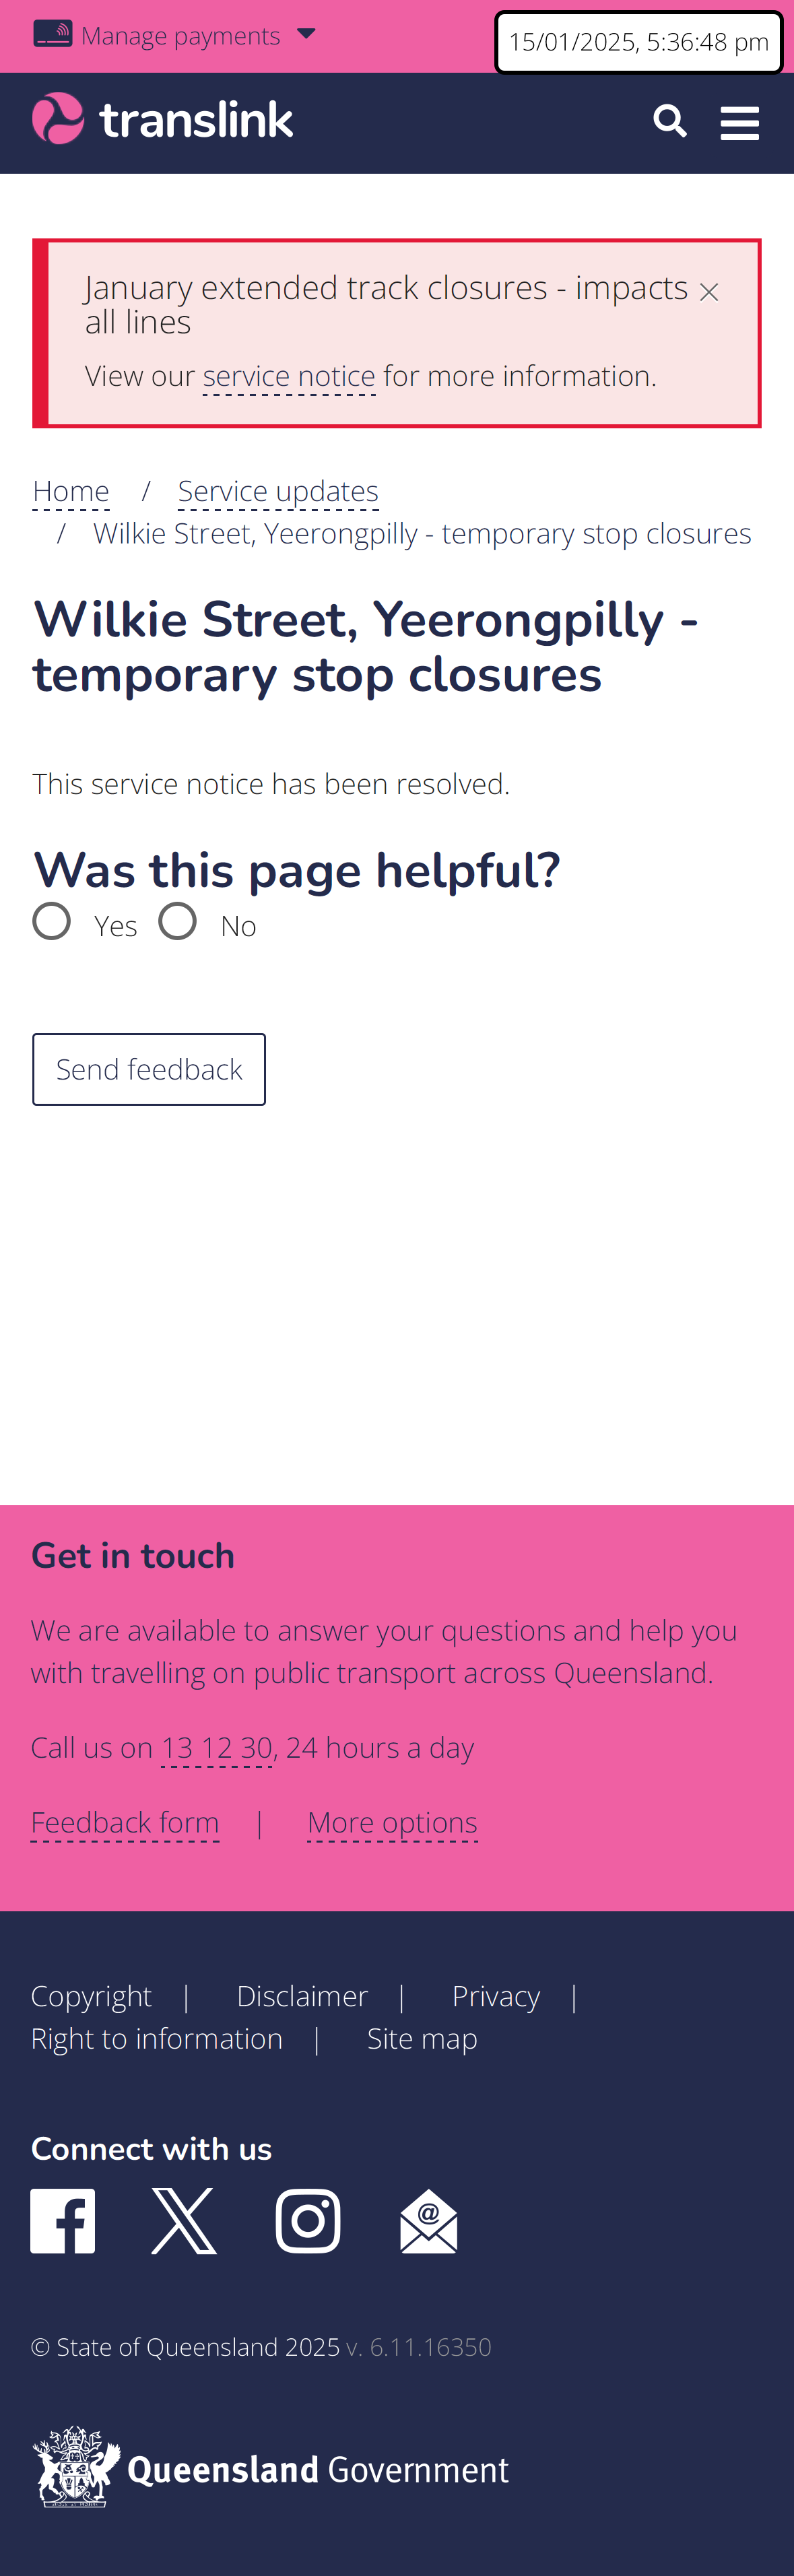 Manage payments
15/01/2025, 5:36:48 pm
translink
January extended track closures - impacts
all lines
View our service notice for more information.
Home / Service updates
/ Wilkie Street, Yeerongpilly - temporary stop closures
Wilkie Street, Yeerongpilly -
temporary stop closures
This service notice has been resolved.
Was this page helpful?
Yes No
Send feedback
Get in touch
We are available to answer your questions and help you
with travelling on public transport across Queensland.
Call us on 13 12 30, 24 hours a day
Feedback form | More options
Copyright | Disclaimer | Privacy |
Right to information | Site map
Connect with us
© State of Queensland 2025 v. 6.11.16350
Queensland Government